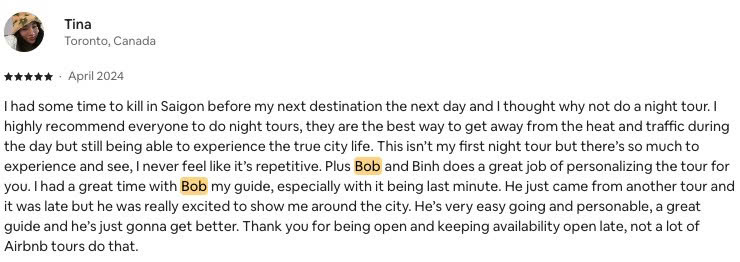 Tina
Toronto, Canada
★★★★★ · April 2024
I had some time to kill in Saigon before my next destination the next day and I thought why not do a night tour. I
highly recommend everyone to do night tours, they are the best way to get away from the heat and traffic during
the day but still being able to experience the true city life. This isn’t my first night tour but there’s so much to
experience and see, I never feel like it’s repetitive. Plus Bob and Binh does a great job of personalizing the tour for
you. I had a great time with Bob my guide, especially with it being last minute. He just came from another tour and
it was late but he was really excited to show me around the city. He’s very easy going and personable, a great
guide and he’s just gonna get better. Thank you for being open and keeping availability open late, not a lot of
Airbnb tours do that.